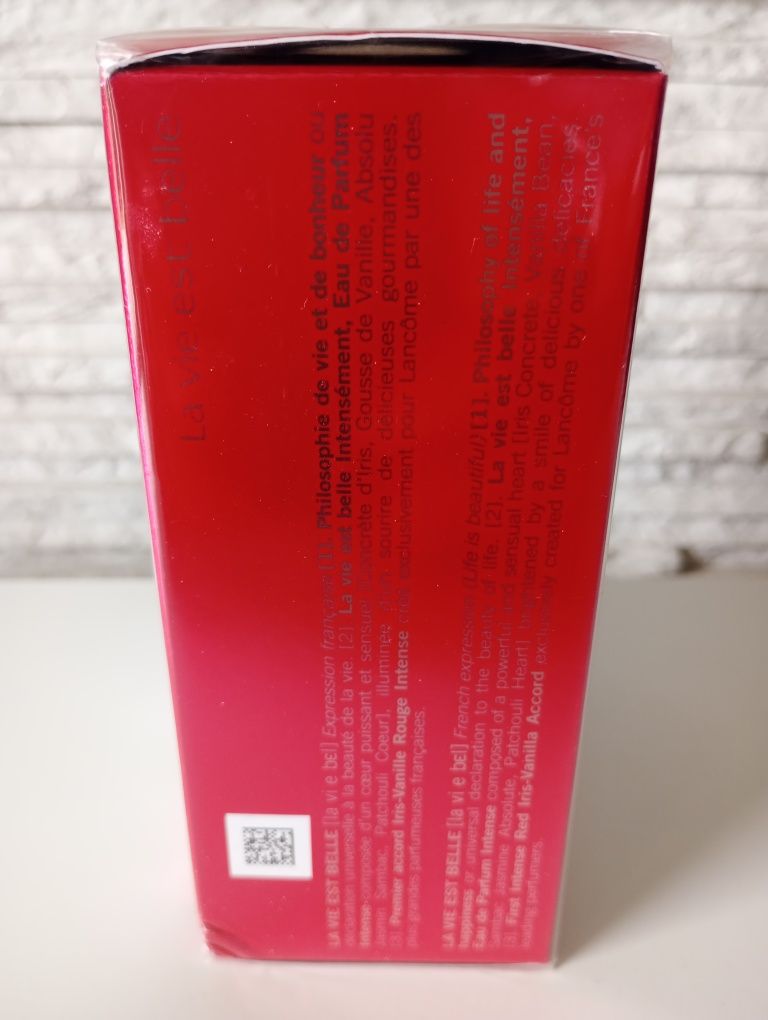 La vie est belle
LA VIE EST BELLE [la vi e bɛl] Expression française [1]. Philosophie de vie et de bonheur ou
déclaration universelle à la beauté de la vie. [2] La vie est belle Intensément, Eau de Parfum
Intense composée d'un cœur puissant et sensuel [Concrète d'Iris, Gousse de Vanille, Absolu
Jasmin Sambac, Patchouli Coeur], illuminée d'un sourire de délicieuses gourmandises.
[3] Premier accord Iris-Vanille Rouge Intense créé exclusivement pour Lancôme par une des
plus grandes parfumeuses françaises.
LA VIE EST BELLE [la vi e bɛl] French expression (Life is beautiful) [1]. Philosophy of life and
happiness or universal declaration to the beauty of life. [2]. La vie est belle Intensément,
Eau de Parfum Intense composed of a powerful and sensual heart [Iris Concrete, Vanilla Bean,
Sambac Jasmine Absolute, Patchouli Heart] brightened by a smile of delicious delicacies.
[3]. First Intense Red Iris-Vanilla Accord exclusively created for Lancôme by one of France's
leading perfumers.